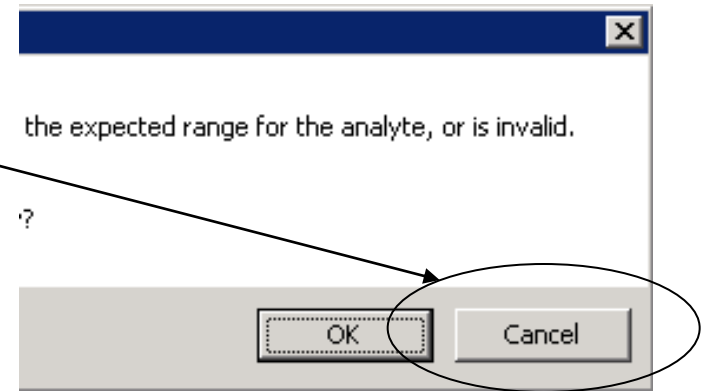 the expected range for the analyte, or is invalid.
?
OK
Cancel